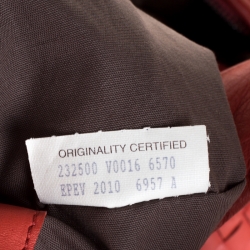 ORIGINALITY CERTIFIED
232500 V0016 6570
EPEV 2010 6957 A